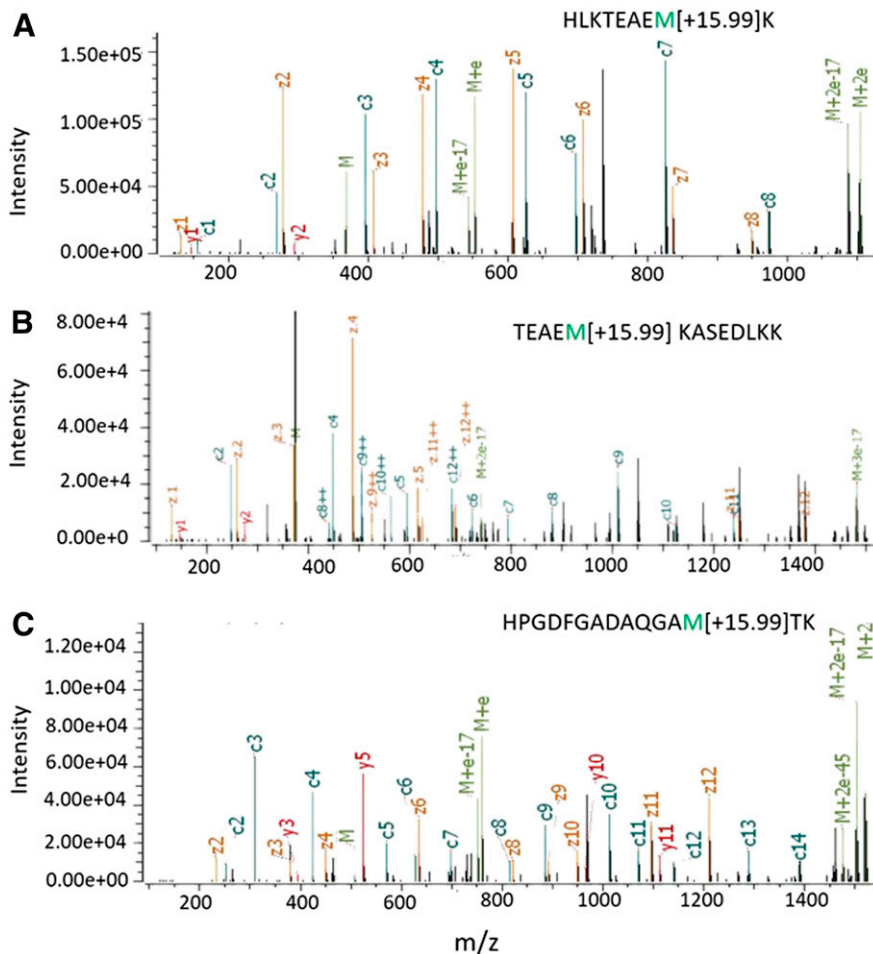 A
HLKTEAEM[+15.99]K
Intensity
1.50e+05
1.00e+05
5.00e+04
0.00e+00
z1
y1
c1
c2
z2
y2
M
c3
z3
z4
c4
M+e-17
M+e
z5
c5
c6
z6
c7
z7
z8
c8
M+2e-17
M+2e
200
400
600
800
1000
B
TEAEM[+15.99] KASEDLKK
Intensity
8.00e+4
6.00e+4
4.00e+4
2.00e+4
0.00e+0
z.1
y1
c2
z.2
y2
z.3
M
c8++
c4
z.4
c9++
z.9++
c10++
c5
z.5
z.11++
c12++
z.12++
c6
M+2e-17
c7
c8
c9
c10
z.11
c11
z.12
M+3e-17
200
400
600
800
1000
1200
1400
C
HPGDFGADAQGAM[+15.99]TK
Intensity
1.20e+04
1.00e+04
8.00e+04
6.00e+04
4.00e+04
2.00e+04
0.00e+00
z2
c2
c3
z3
y3
c4
z4
M
y5
c5
c6
z6
c7
M+e-17
M+e
c8
z8
c9
z9
z10
y10
c10
c11
z11
y11
c12
z12
c13
c14
M+2e-45
M+2e-17
M+2
200
400
600
800
1000
1200
1400
m/z